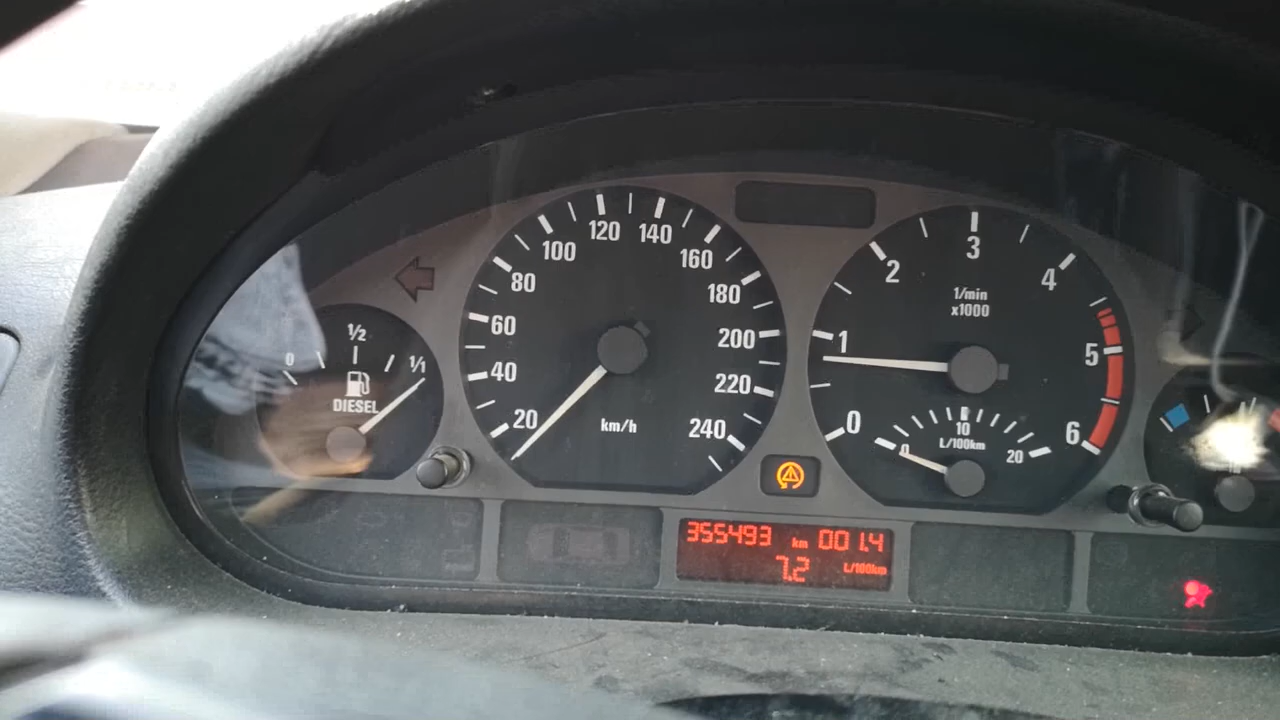 0 1/2 1/1
DIESEL
20 40 60 80 100 120 140 160 180 200 220 240
km/h
0 1 2 3 4 5 6
1/min
x1000
0 10 20
L/100km
355493 km 001.4
7.2 L/100km